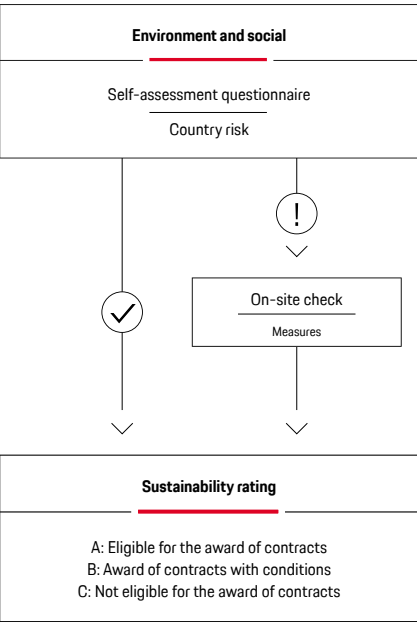 Environment and social
Self-assessment questionnaire
Country risk
!
On-site check
Measures
Sustainability rating
A: Eligible for the award of contracts
B: Award of contracts with conditions
C: Not eligible for the award of contracts